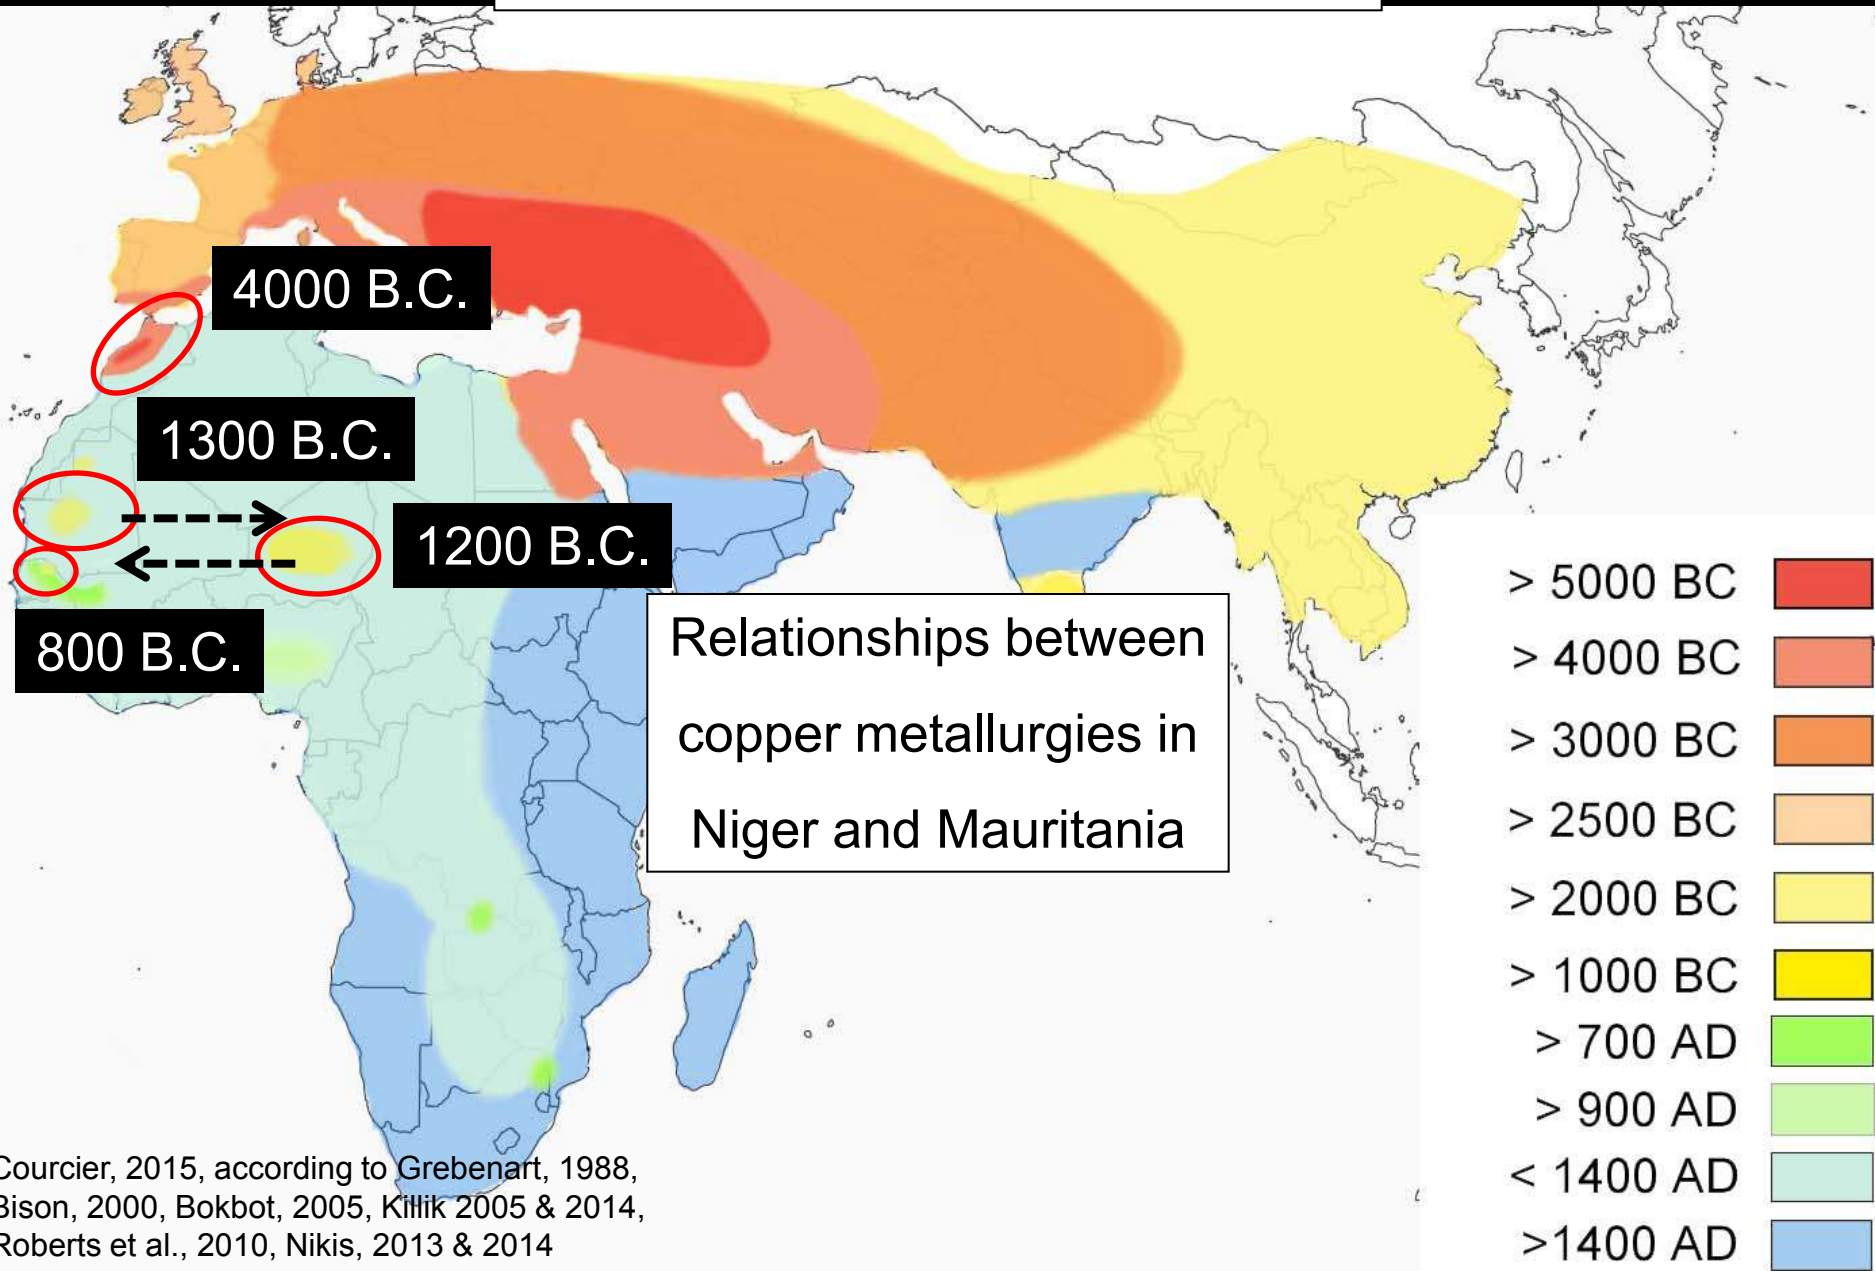 4000 B.C.
1300 B.C.
1200 B.C.
800 B.C.
Relationships between
copper metallurgies in
Niger and Mauritania
> 5000 BC
> 4000 BC
> 3000 BC
> 2500 BC
> 2000 BC
> 1000 BC
> 700 AD
> 900 AD
< 1400 AD
>1400 AD
Courcier, 2015, according to Grebenart, 1988,
Bison, 2000, Bokbot, 2005, Killik 2005 & 2014,
Roberts et al., 2010, Nikis, 2013 & 2014